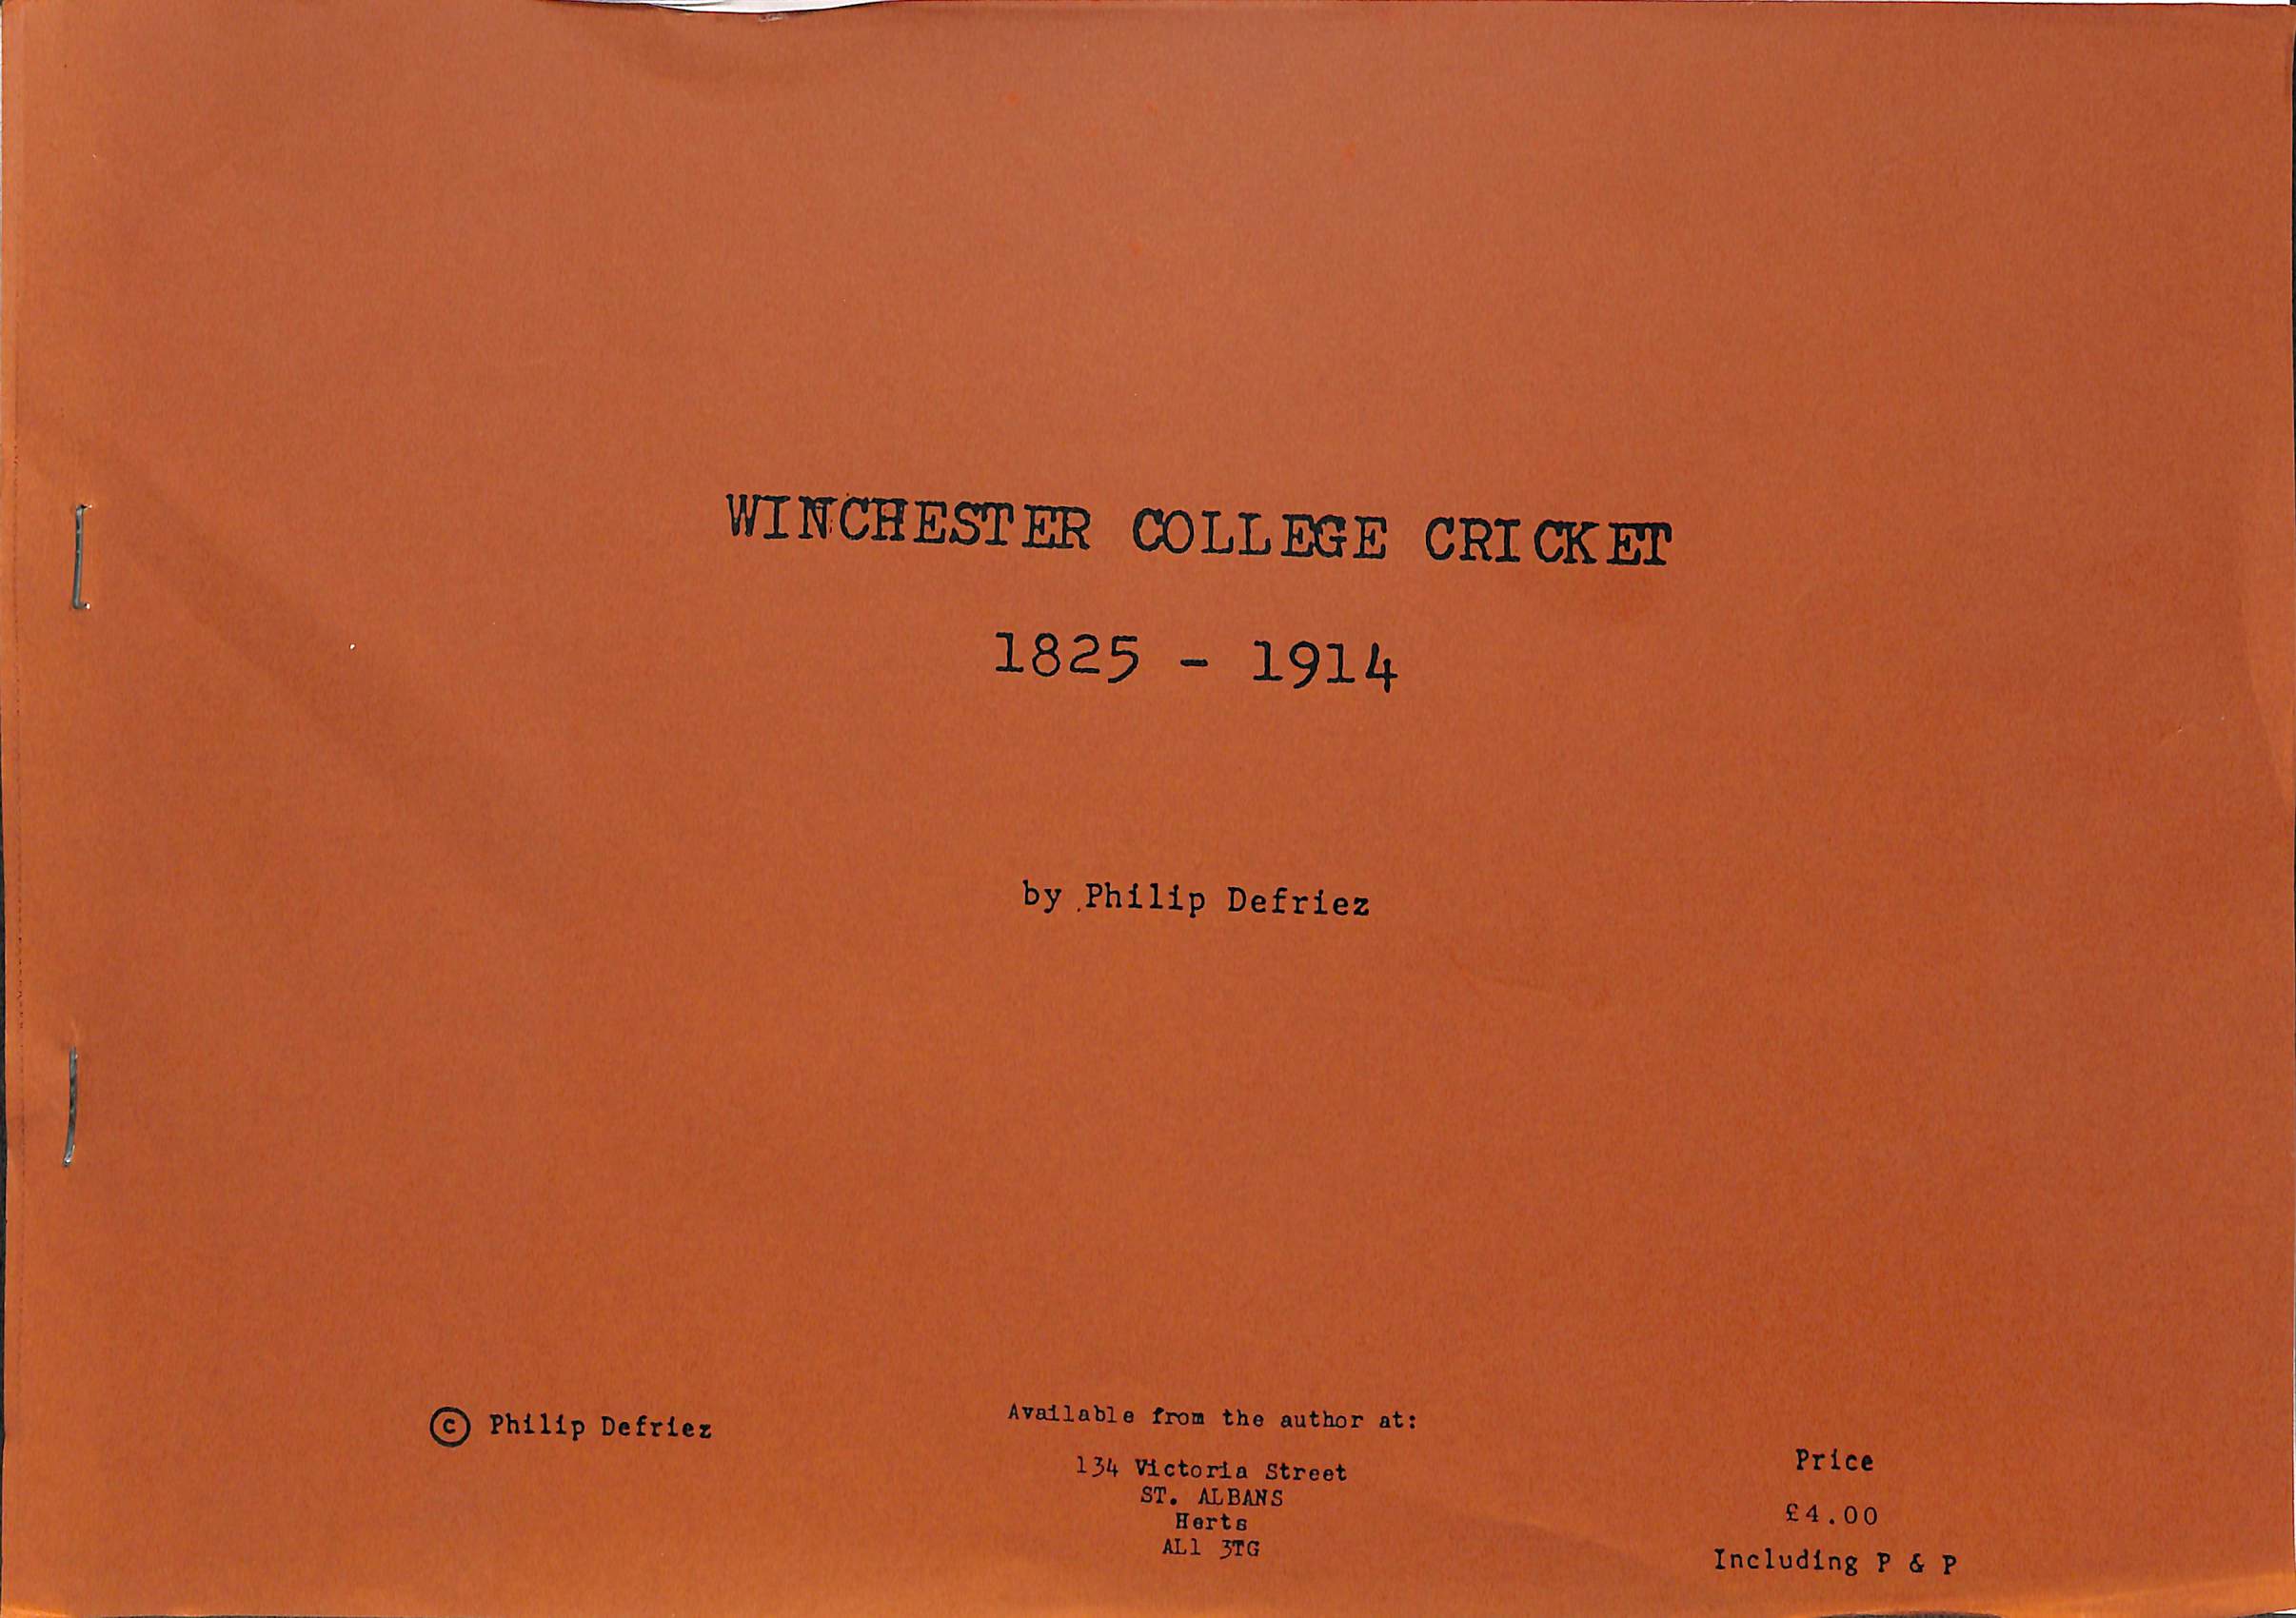 WINCHESTER COLLEGE CRICKET
1825 - 1914
by Philip Defriez
© Philip Defriez
Available from the author at:
134 Victoria Street
ST. ALBANS
Herts
AL1 3TG
Price
£4.00
Including P & P